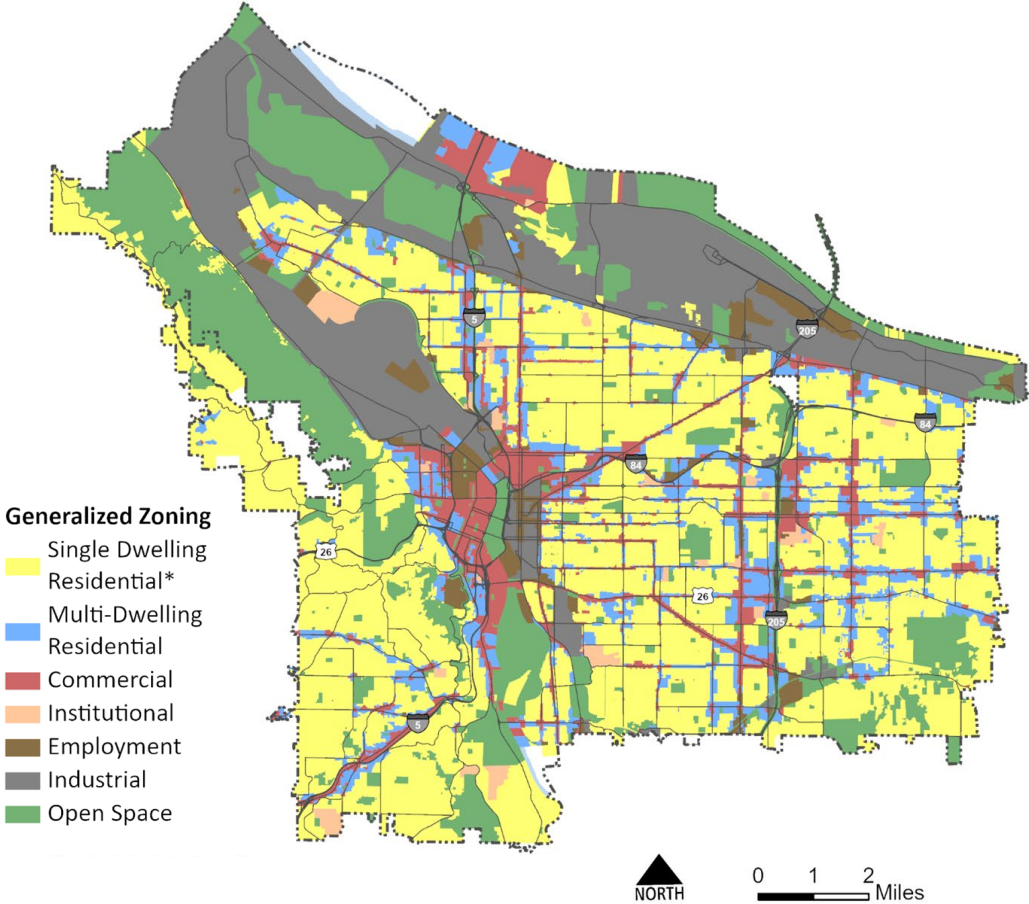 5
205
84
84
26
26
205
5
Generalized Zoning
Single Dwelling
Residential*
Multi-Dwelling
Residential
Commercial
Institutional
Employment
Industrial
Open Space
NORTH
0 1 2
Miles